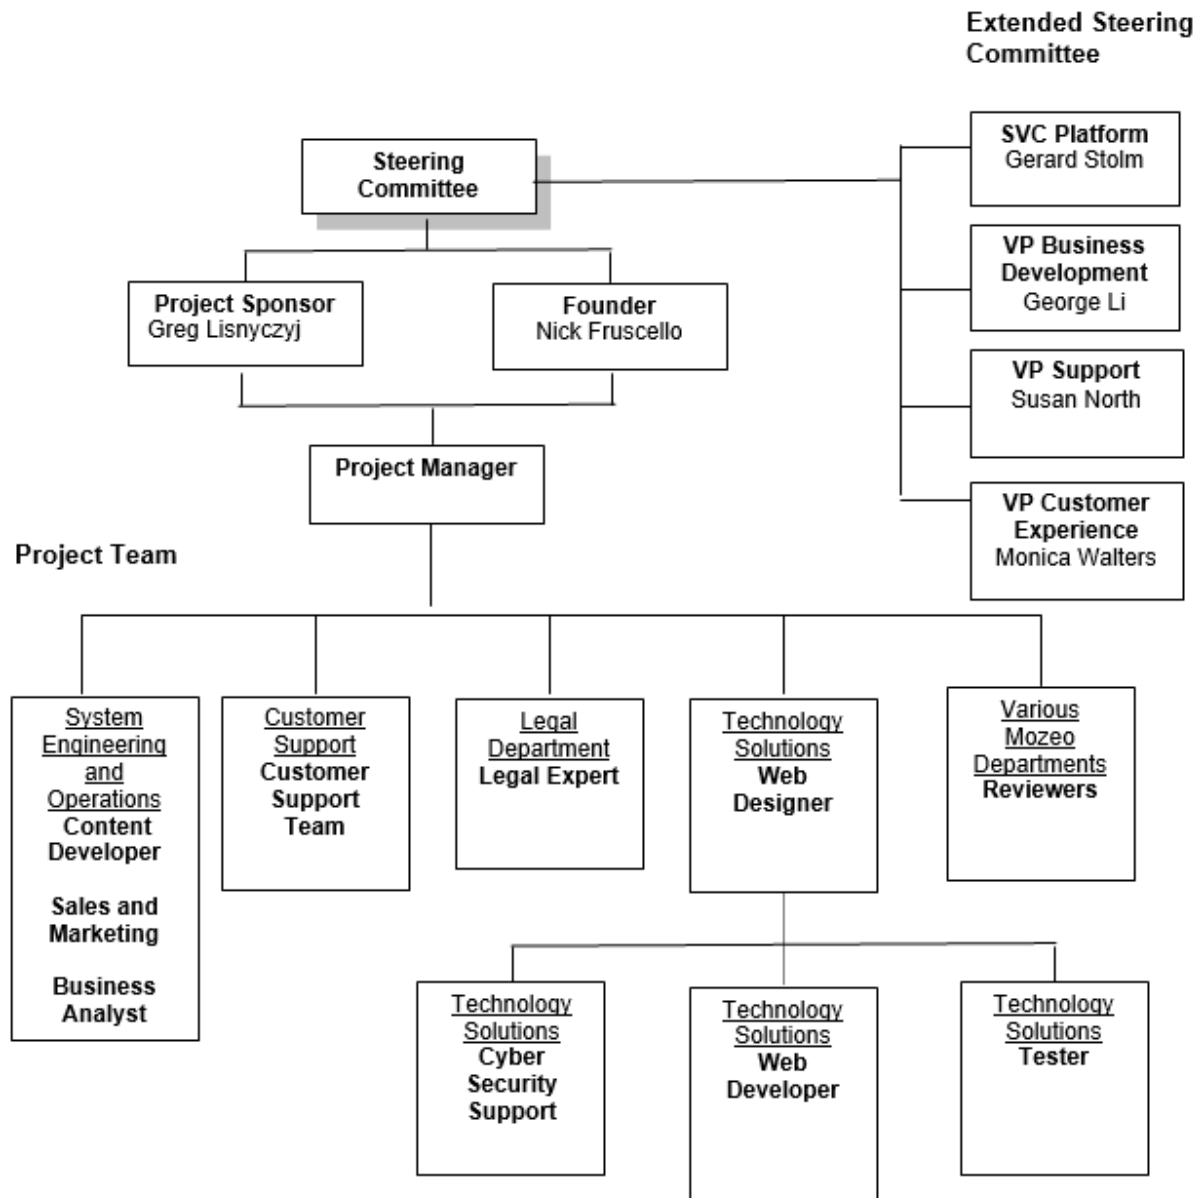 Extended Steering
Committee
SVC Platform
Gerard Stolm
Steering
Committee
VP Business
Development
George Li
Project Sponsor
Greg Lisnyczyj
Founder
Nick Fruscello
VP Support
Susan North
Project Manager
VP Customer
Experience
Monica Walters
Project Team
System
Engineering
and
Operations
Content
Developer
Sales and
Marketing
Business
Analyst
Customer
Support
Customer
Support
Team
Legal
Department
Legal Expert
Technology
Solutions
Web
Designer
Various
Mozeo
Departments
Reviewers
Technology
Solutions
Cyber
Security
Support
Technology
Solutions
Web
Developer
Technology
Solutions
Tester